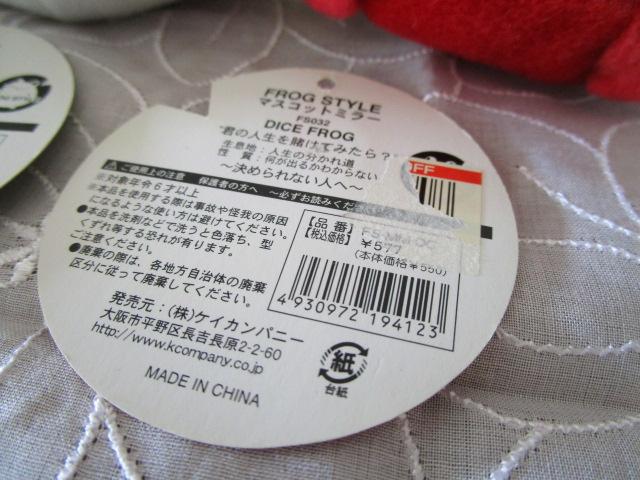 FROG STYLE
マスコットミラー
FS032
DICE FROG
"君の人生を賭けてみたら?"
生息地:人生の分かれ道
性 質:何が出るかわからない
~決められない人へ~
OFF
ご使用上の注意 保護者の方へ ~必ずお読みくだ
※対象年令6才以上
※本品を使用する際は事故や怪我の原因
になるような使い方は避けてください。
●本品を洗剤などで洗うと色落ち、型
くずれ等する恐れが有ります。
ご注意ください。
●廃棄の際は、各地方自治体の廃棄
区分に従って廃棄してください。
【品番】
【税込価格】 ¥577
(本体価格¥550)
4 930972 194123
発売元:(株)ケイカンパニー
大阪市平野区長吉長原2-2-60
http://www.kcompany.co.jp
MADE IN CHINA
紙
台紙